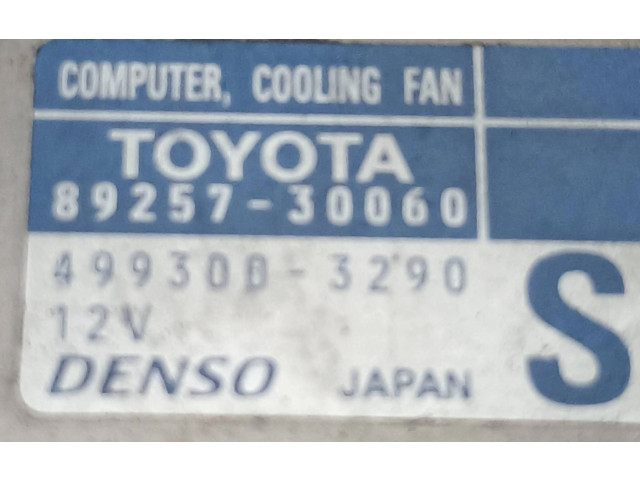 COMPUTER, COOLING FAN
TOYOTA
89257-30060
499300-3290
12V
DENSO JAPAN
S